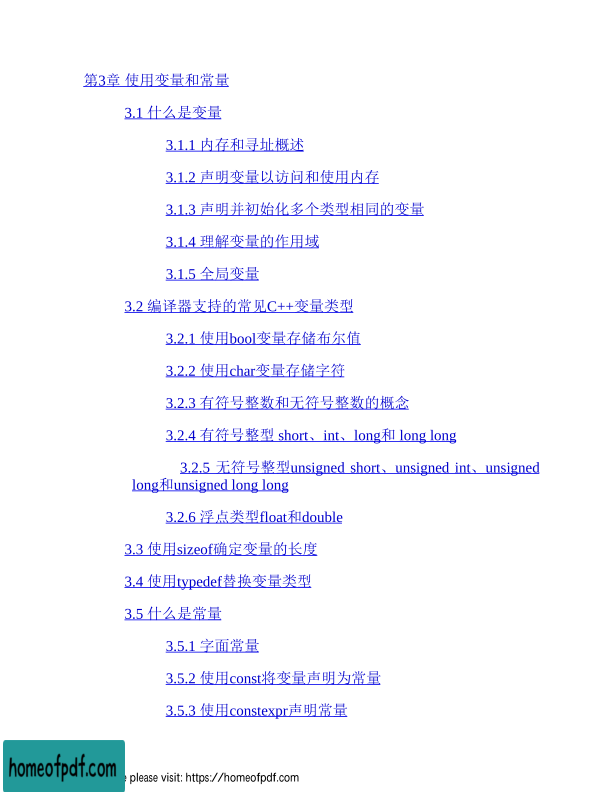 第3章 使用变量和常量
3.1 什么是变量
3.1.1 内存和寻址概述
3.1.2 声明变量以访问和使用内存
3.1.3 声明并初始化多个类型相同的变量
3.1.4 理解变量的作用域
3.1.5 全局变量
3.2 编译器支持的常见C++变量类型
3.2.1 使用bool变量存储布尔值
3.2.2 使用char变量存储字符
3.2.3 有符号整数和无符号整数的概念
3.2.4 有符号整型 short、int、long和 long long
3.2.5 无符号整型unsigned short、unsigned int、unsigned
long和unsigned long long
3.2.6 浮点类型float和double
3.3 使用sizeof确定变量的长度
3.4 使用typedef替换变量类型
3.5 什么是常量
3.5.1 字面常量
3.5.2 使用const将变量声明为常量
3.5.3 使用constexpr声明常量
homeofpdf.com
please visit: https://homeofpdf.com